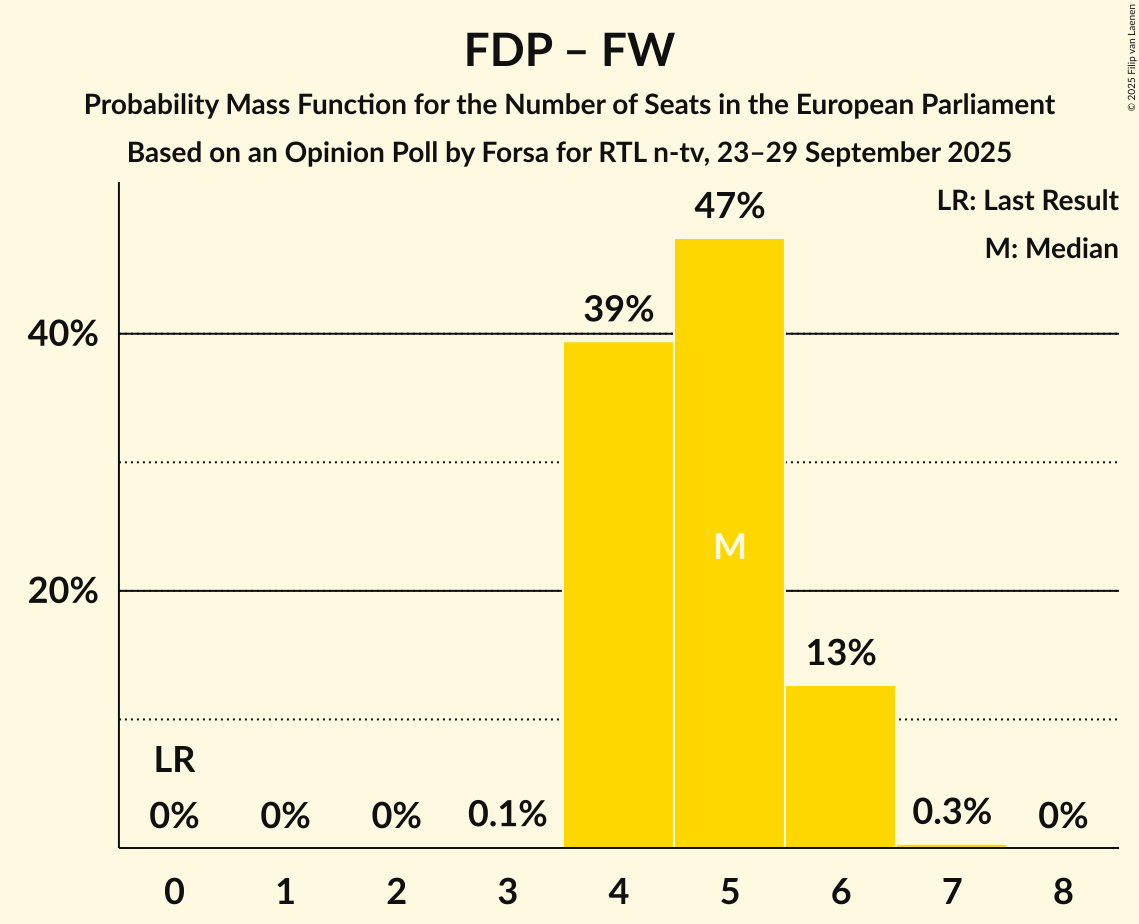 FDP – FW
Probability Mass Function for the Number of Seats in the European Parliament
Based on an Opinion Poll by Forsa for RTL n-tv, 23–29 September 2025
© 2025 Filip van Laenen
LR: Last Result
M: Median
47%
39%
40%
M
20%
13%
LR
0% 0% 0% 0.1% 0.3% 0%
0 1 2 3 4 5 6 7 8